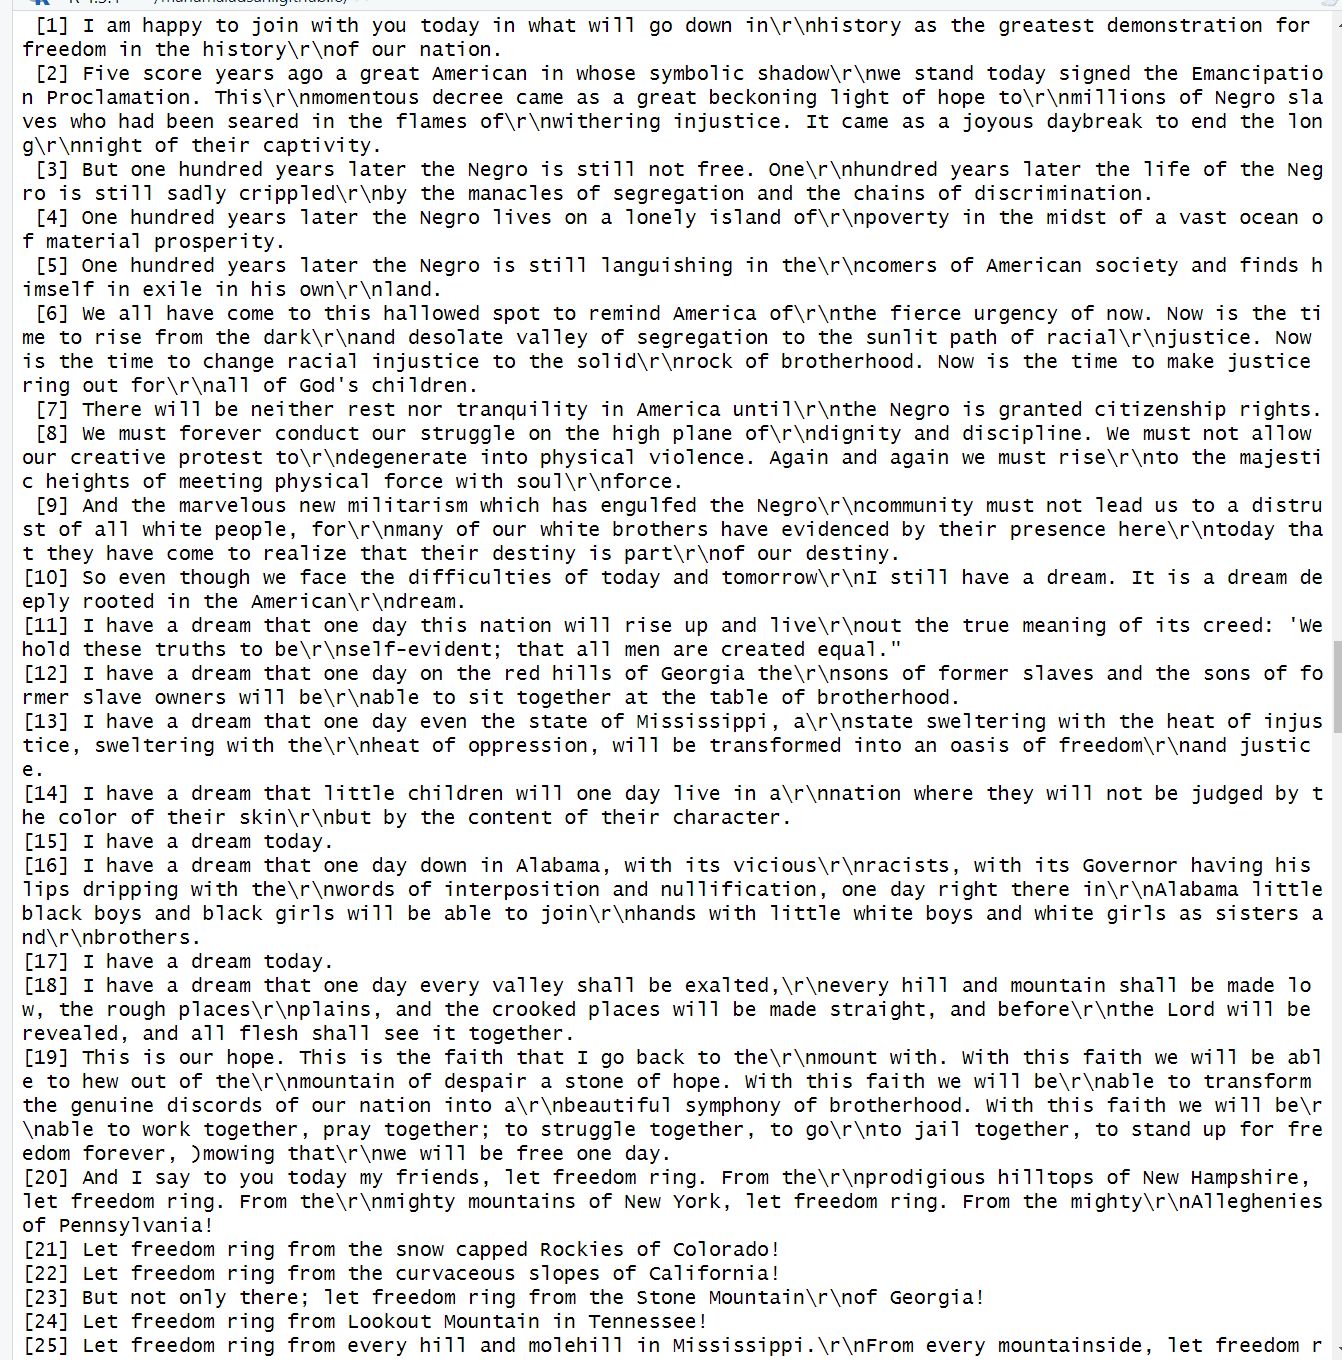 [1] I am happy to join with you today in what will go down in\r\nhistory as the greatest demonstration for
freedom in the history\r\nof our nation.
[2] Five score years ago a great American in whose symbolic shadow\r\nwe stand today signed the Emancipatio
n Proclamation. This\r\nmomentous decree came as a great beckoning light of hope to\r\nmillions of Negro sla
ves who had been seared in the flames of\r\nwithering injustice. It came as a joyous daybreak to end the lon
g\r\nnight of their captivity.
[3] But one hundred years later the Negro is still not free. One\r\nhundred years later the life of the Neg
ro is still sadly crippled\r\nby the manacles of segregation and the chains of discrimination.
[4] One hundred years later the Negro lives on a lonely island of\r\npoverty in the midst of a vast ocean o
f material prosperity.
[5] One hundred years later the Negro is still languishing in the\r\ncomers of American society and finds h
imself in exile in his own\r\nland.
[6] We all have come to this hallowed spot to remind America of\r\nthe fierce urgency of now. Now is the ti
me to rise from the dark\r\nand desolate valley of segregation to the sunlit path of racial\r\njustice. Now
is the time to change racial injustice to the solid\r\nrock of brotherhood. Now is the time to make justice
ring out for\r\nall of God's children.
[7] There will be neither rest nor tranquility in America until\r\nthe Negro is granted citizenship rights.
[8] We must forever conduct our struggle on the high plane of\r\ndignity and discipline. We must not allow
our creative protest to\r\ndegenerate into physical violence. Again and again we must rise\r\nto the majesti
c heights of meeting physical force with soul\r\nforce.
[9] And the marvelous new militarism which has engulfed the Negro\r\ncommunity must not lead us to a distru
st of all white people, for\r\nmany of our white brothers have evidenced by their presence here\r\ntoday tha
t they have come to realize that their destiny is part\r\nof our destiny.
[10] So even though we face the difficulties of today and tomorrow\r\nI still have a dream. It is a dream de
eply rooted in the American\r\ndream.
[11] I have a dream that one day this nation will rise up and live\r\nout the true meaning of its creed: 'We
hold these truths to be\r\nself-evident; that all men are created equal."
[12] I have a dream that one day on the red hills of Georgia the\r\nsons of former slaves and the sons of fo
rmer slave owners will be\r\nable to sit together at the table of brotherhood.
[13] I have a dream that one day even the state of Mississippi, a\r\nstate sweltering with the heat of injus
tice, sweltering with the\r\nheat of oppression, will be transformed into an oasis of freedom\r\nand justic
e.
[14] I have a dream that little children will one day live in a\r\nnation where they will not be judged by t
he color of their skin\r\nbut by the content of their character.
[15] I have a dream today.
[16] I have a dream that one day down in Alabama, with its vicious\r\nracists, with its Governor having his
lips dripping with the\r\nwords of interposition and nullification, one day right there in\r\nAlabama little
black boys and black girls will be able to join\r\nhands with little white boys and white girls as sisters a
nd\r\nbrothers.
[17] I have a dream today.
[18] I have a dream that one day every valley shall be exalted,\r\nevery hill and mountain shall be made lo
w, the rough places\r\nplains, and the crooked places will be made straight, and before\r\nthe Lord will be
revealed, and all flesh shall see it together.
[19] This is our hope. This is the faith that I go back to the\r\nmount with. With this faith we will be abl
e to hew out of the\r\nmountain of despair a stone of hope. With this faith we will be\r\nable to transform
the genuine discords of our nation into a\r\nbeautiful symphony of brotherhood. With this faith we will be\r
\nable to work together, pray together; to struggle together, to go\r\nto jail together, to stand up for fre
edom forever, )mowing that\r\nwe will be free one day.
[20] And I say to you today my friends, let freedom ring. From the\r\nprodigious hilltops of New Hampshire,
let freedom ring. From the\r\nmighty mountains of New York, let freedom ring. From the mighty\r\nAlleghenies
of Pennsylvania!
[21] Let freedom ring from the snow capped Rockies of Colorado!
[22] Let freedom ring from the curvaceous slopes of California!
[23] But not only there; let freedom ring from the Stone Mountain\r\nof Georgia!
[24] Let freedom ring from Lookout Mountain in Tennessee!
[25] Let freedom ring from every hill and molehill in Mississippi.\r\nFrom every mountainside, let freedom r